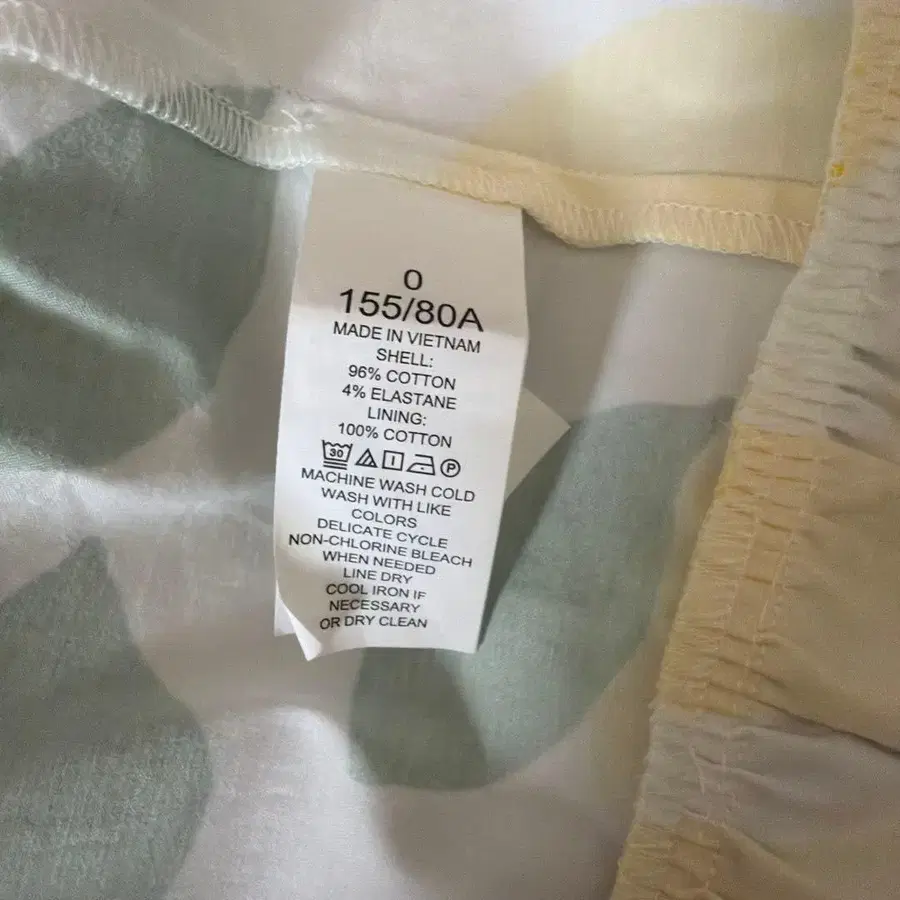 0
155/80A
MADE IN VIETNAM
SHELL:
96% COTTON
4% ELASTANE
LINING:
100% COTTON
30 P
MACHINE WASH COLD
WASH WITH LIKE
COLORS
DELICATE CYCLE
NON-CHLORINE BLEACH
WHEN NEEDED
LINE DRY
COOL IRON IF
NECESSARY
OR DRY CLEAN